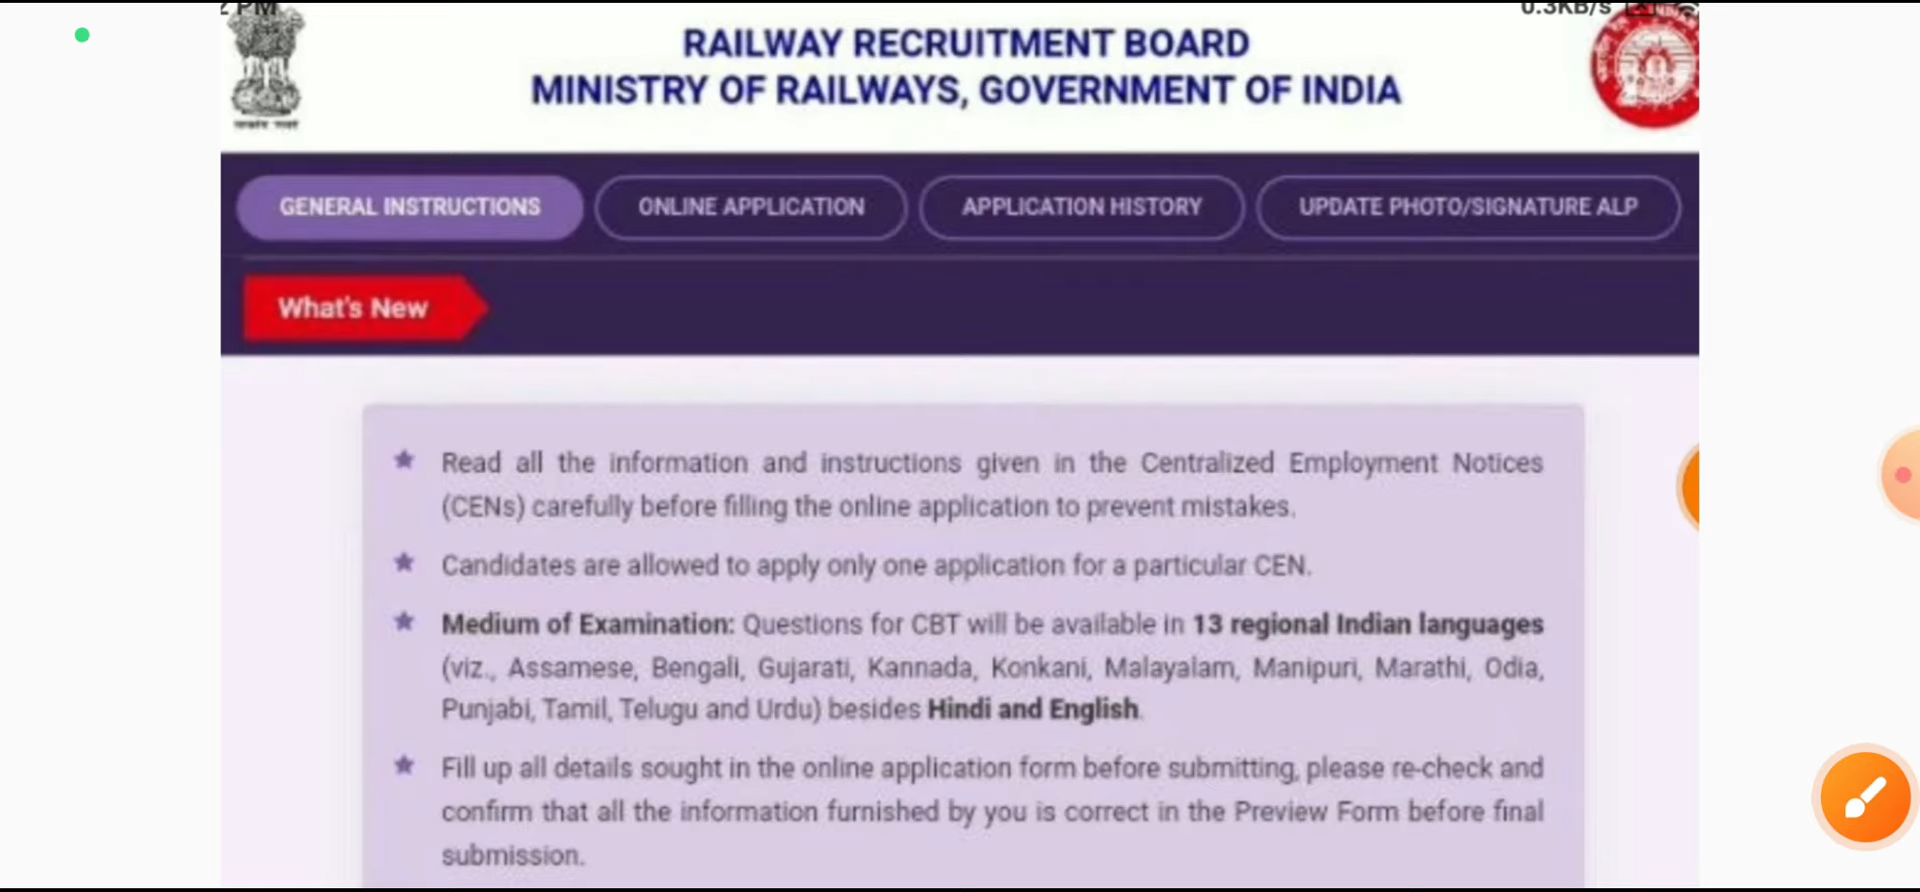 PM
0.3KB/s
RAILWAY RECRUITMENT BOARD
MINISTRY OF RAILWAYS, GOVERNMENT OF INDIA
GENERAL INSTRUCTIONS
ONLINE APPLICATION
APPLICATION HISTORY
UPDATE PHOTO/SIGNATURE ALP
What's New
Read all the information and instructions given in the Centralized Employment Notices
(CENs) carefully before filling the online application to prevent mistakes.
Candidates are allowed to apply only one application for a particular CEN.
Medium of Examination: Questions for CBT will be available in 13 regional Indian languages
(viz., Assamese, Bengali, Gujarati, Kannada, Konkani, Malayalam, Manipuri, Marathi, Odia,
Punjabi, Tamil, Telugu and Urdu) besides Hindi and English.
Fill up all details sought in the online application form before submitting, please re-check and
confirm that all the information furnished by you is correct in the Preview Form before final
submission.